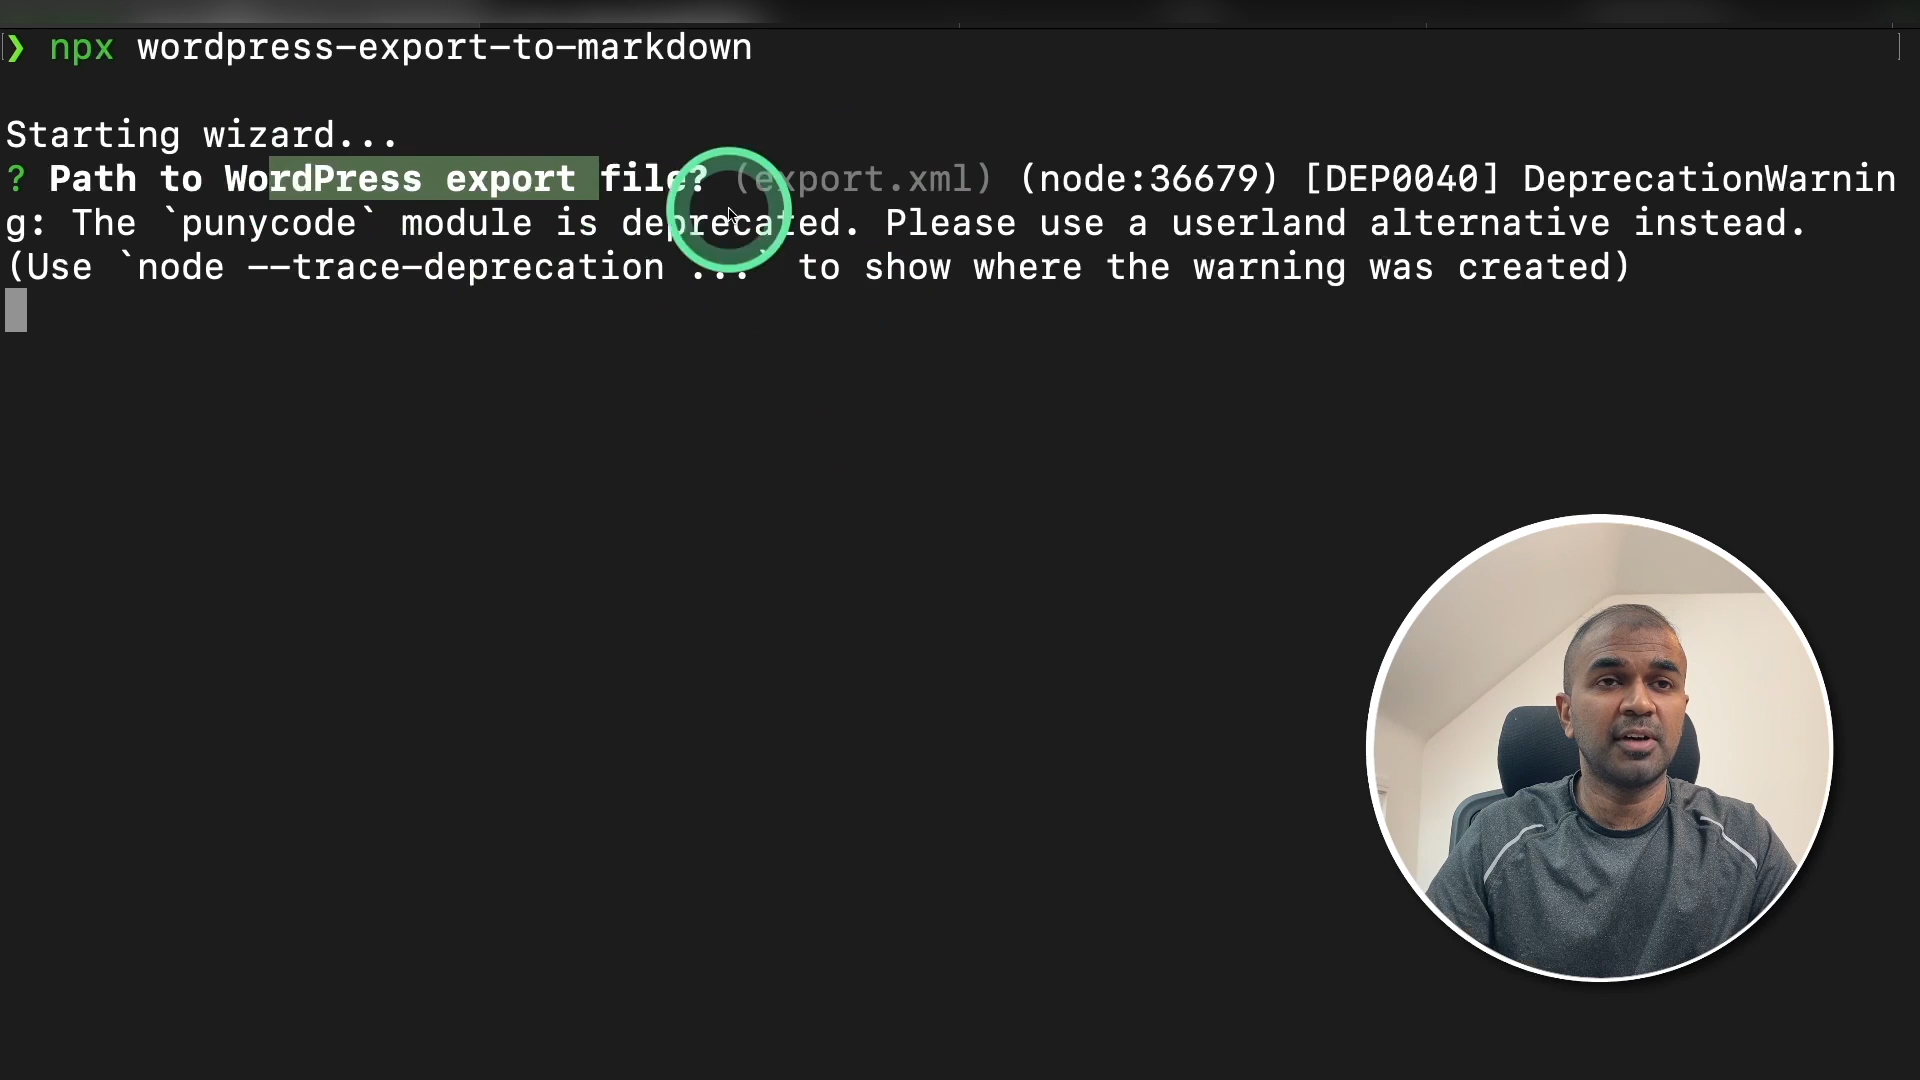 ❯ npx wordpress-export-to-markdown
Starting wizard...
? Path to WordPress export file? (export.xml) (node:36679) [DEP0040] DeprecationWarnin
g: The `punycode` module is deprecated. Please use a userland alternative instead.
(Use `node --trace-deprecation ...` to show where the warning was created)